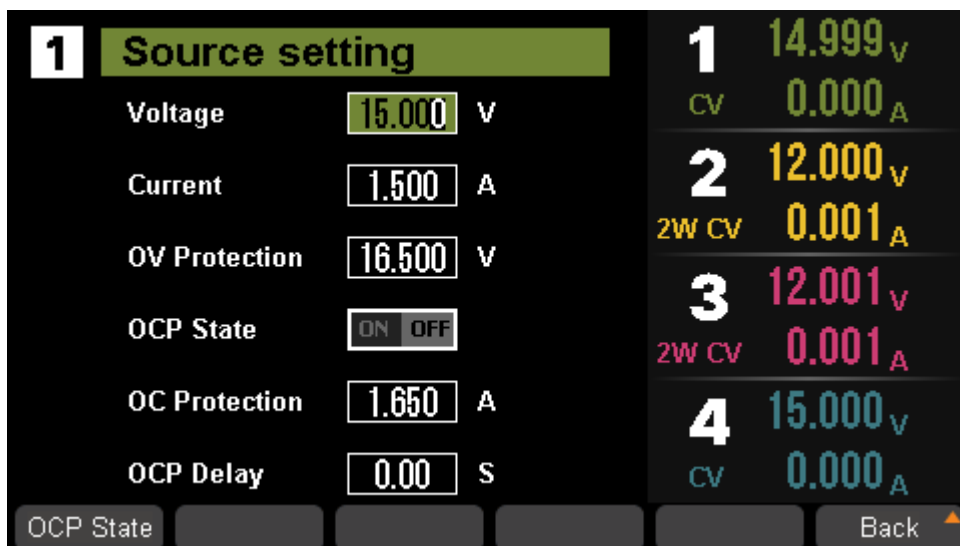 1 Source setting
Voltage 15.000 V
Current 1.500 A
OV Protection 16.500 V
OCP State ON OFF
OC Protection 1.650 A
OCP Delay 0.00 S
1 14.999 V
CV 0.000 A
2 12.000 V
2W CV 0.001 A
3 12.001 V
2W CV 0.001 A
4 15.000 V
CV 0.000 A
OCP State Back